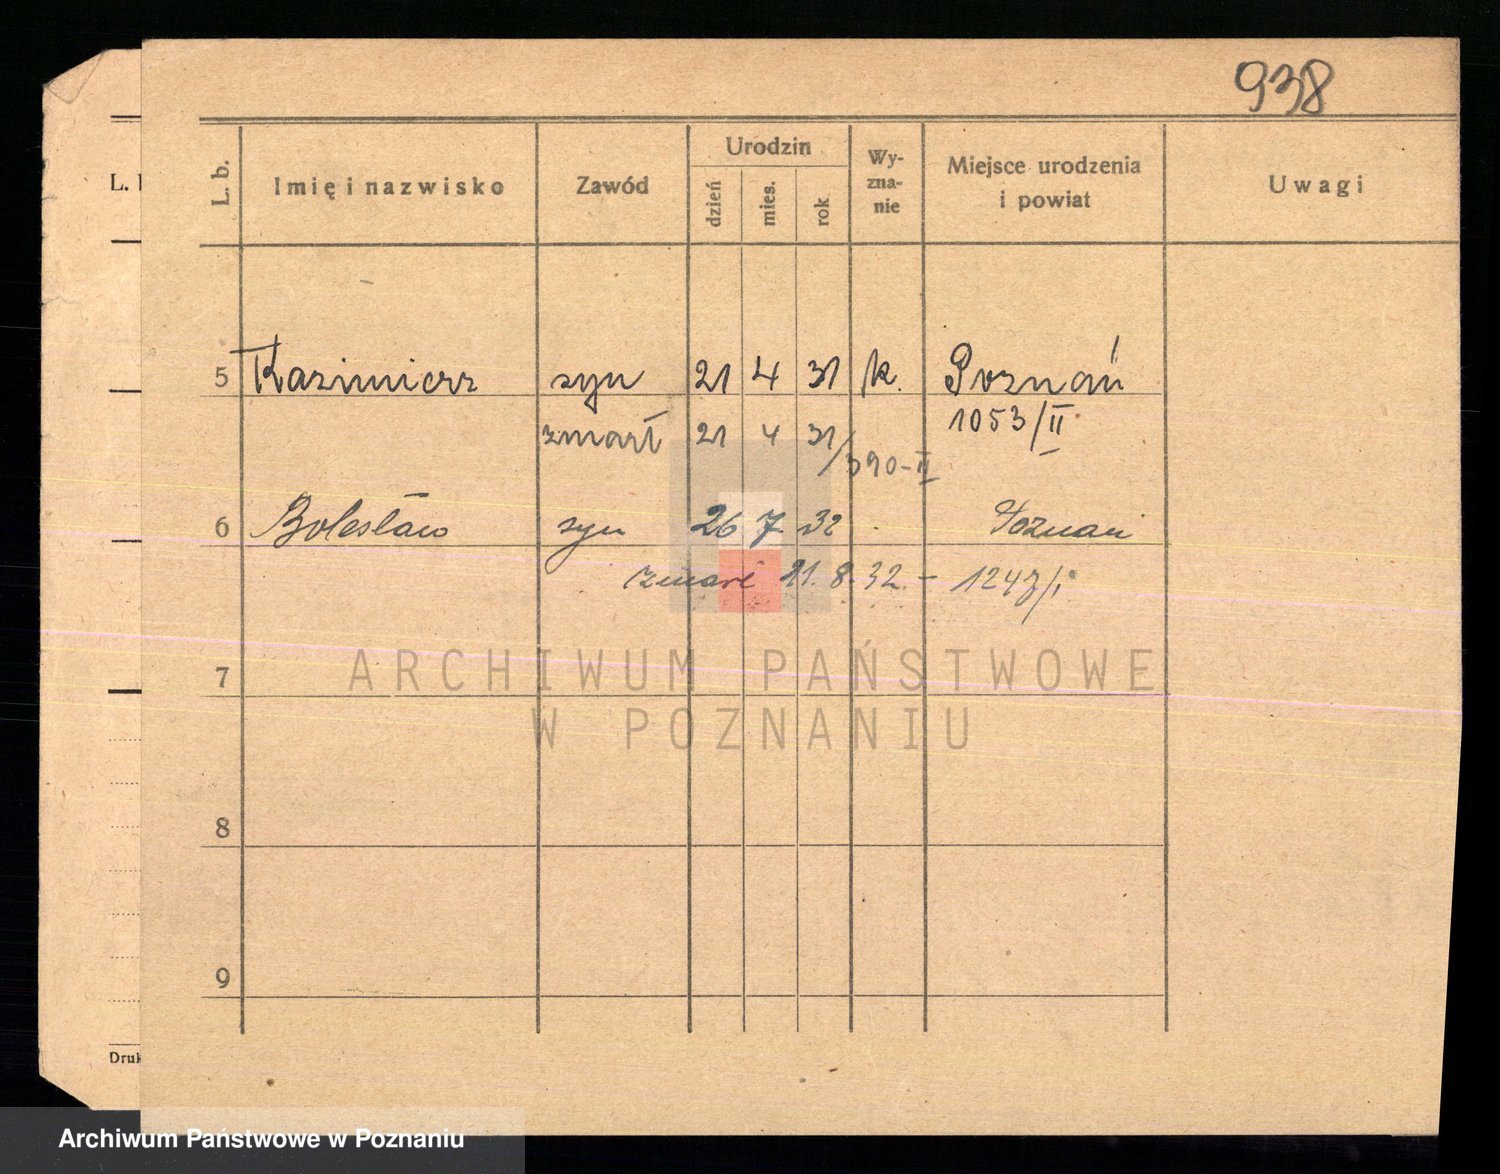 938
L. b. Imię i nazwisko Zawód Urodzin dzień mies. rok Wy-zna-nie Miejsce urodzenia i powiat Uwagi
5 Kazimierz syn 21 4 31 k. Poznań
1053/II
zmarł 21 4 31/390-II
6 Bolesław syn 26 7 32 Poznań
zmarł 21. 8. 32. -
7
8
9
Druk
ARCHIWUM PAŃSTWOWE
W POZNANIU
Archiwum Państwowe w Poznaniu